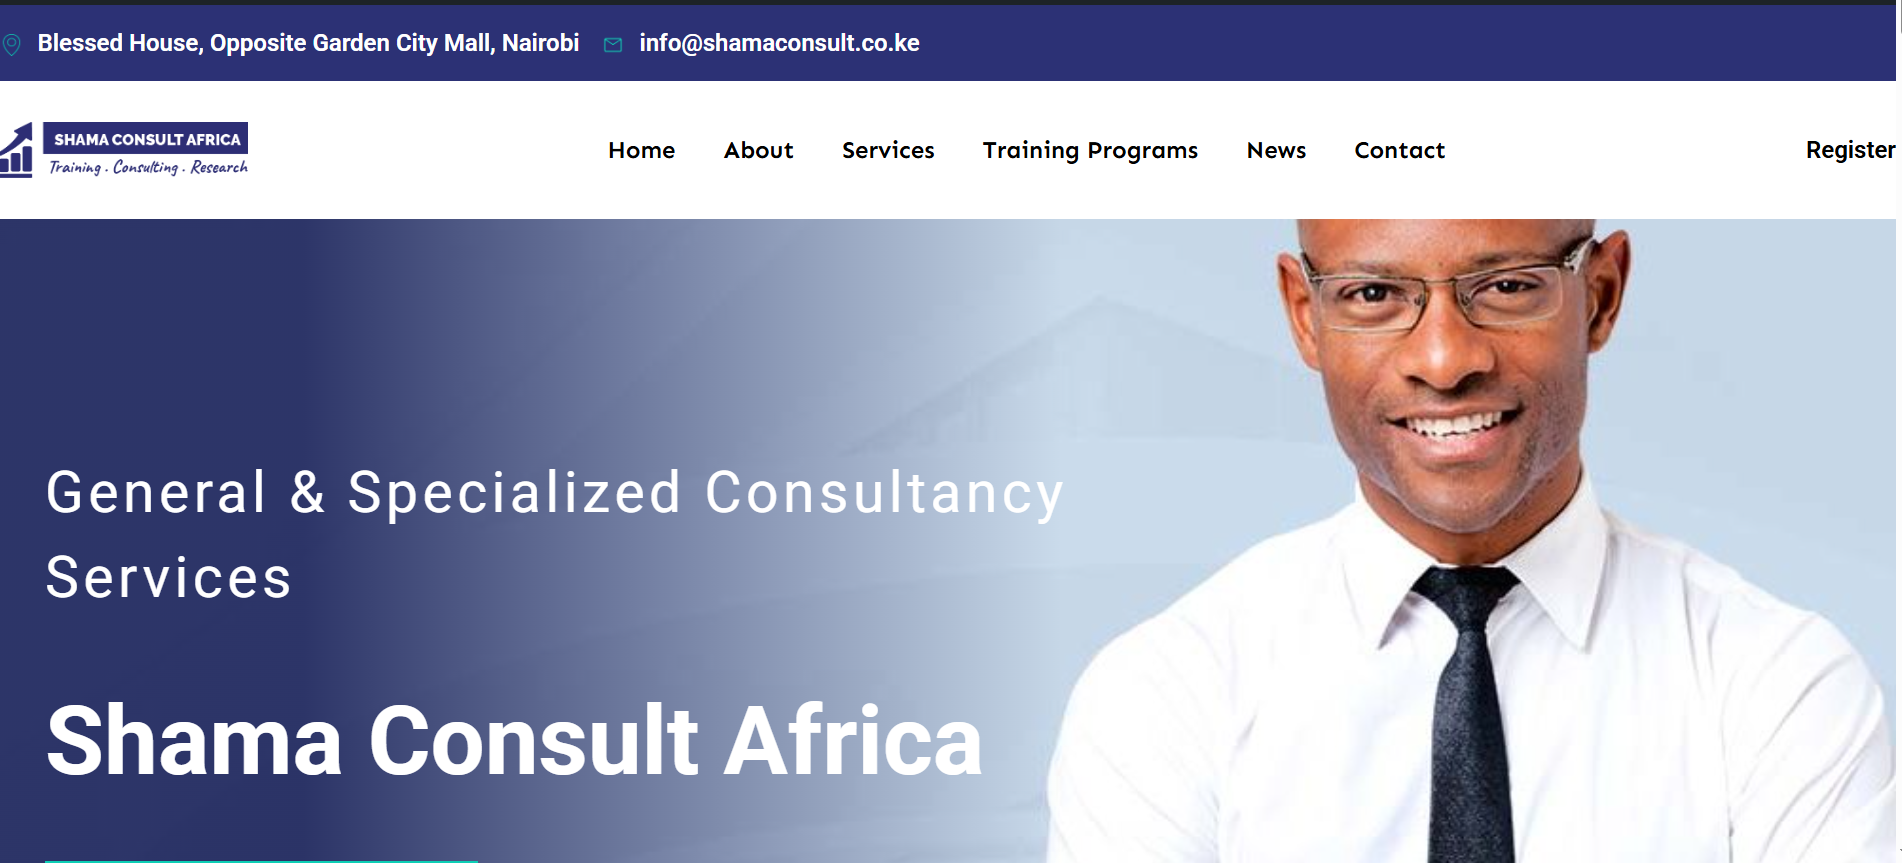 Blessed House, Opposite Garden City Mall, Nairobi info@shamaconsult.co.ke
SHAMA CONSULT AFRICA
Training . Consulting . Research
Home About Services Training Programs News Contact Register
General & Specialized Consultancy
Services
Shama Consult Africa